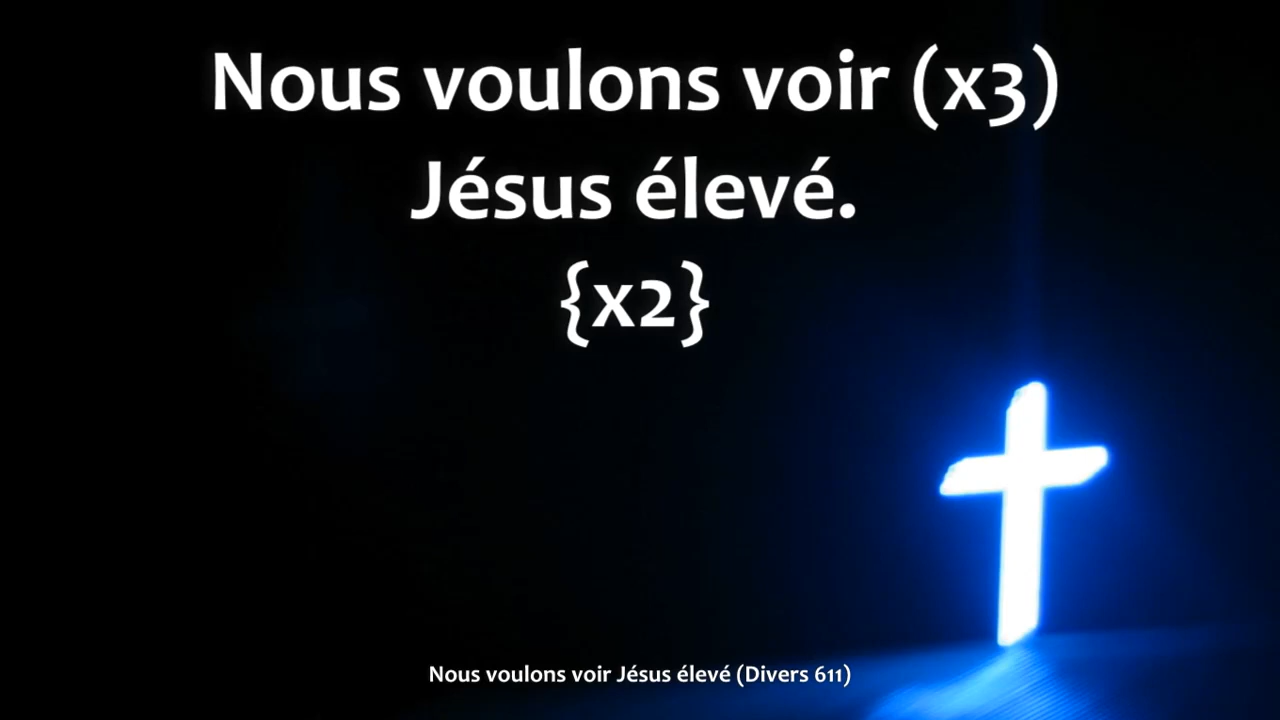 Nous voulons voir (x3)
Jésus élevé.
{x2}
Nous voulons voir Jésus élevé (Divers 611)